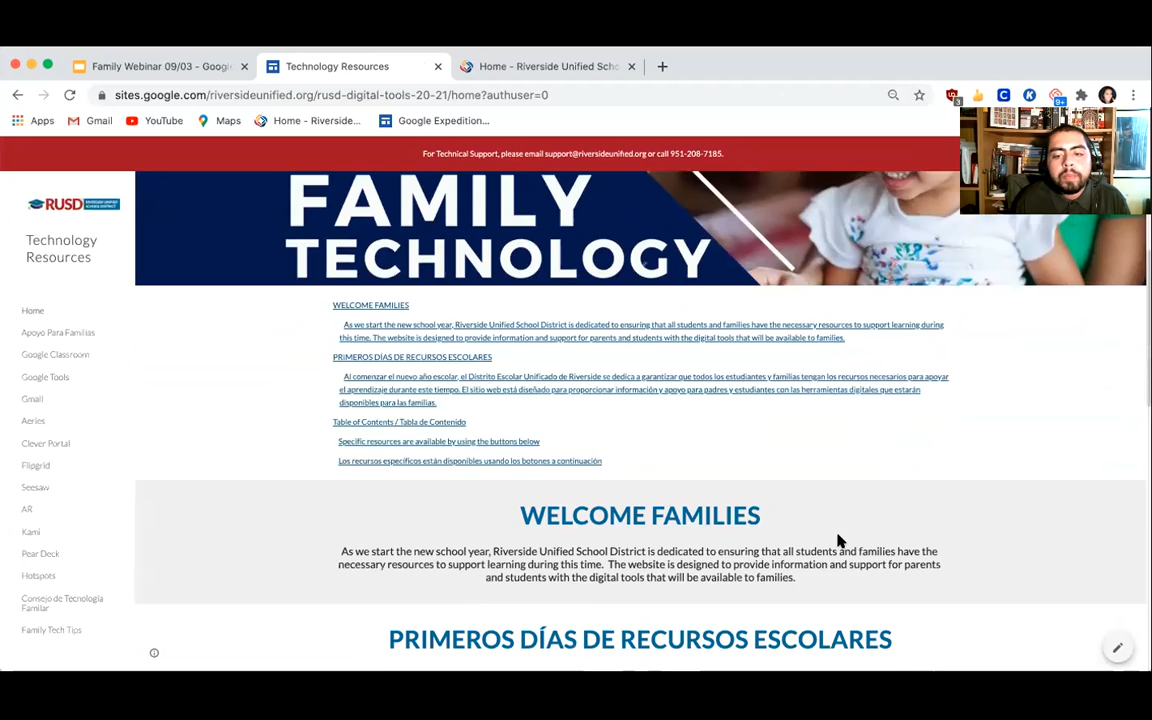 Family Webinar 09/03 - Goog
Technology Resources
Home - Riverside Unified Scho
sites.google.com/riversideunified.org/rusd-digital-tools-20-21/home?authuser=0
3
9+
Apps
Gmail
YouTube
Maps
Home - Riverside...
Google Expedition...
For Technical Support, please email support@riversideunified.org or call 951-208-7185.
RUSD RIVERSIDE UNIFIED SCHOOL DISTRICT
Technology
Resources
Home
Apoyo Para Familias
Google Classroom
Google Tools
Gmail
Aeries
Clever Portal
Flipgrid
Seesaw
AR
Kami
Pear Deck
Hotspots
Consejo de Tecnología
Familar
Family Tech Tips
FAMILY
TECHNOLOGY
WELCOME FAMILIES
As we start the new school year, Riverside Unified School District is dedicated to ensuring that all students and families have the necessary resources to support learning during
this time. The website is designed to provide information and support for parents and students with the digital tools that will be available to families.
PRiMEROS DÍAS DE RECURSOS ESCOLARES
Al comenzar el nuevo año escolar, el Distrito Escolar Unificado de Riverside se dedica a garantizar que todos los estudiantes y familias tengan los recursos necesarios para apoyar
el aprendizaje durante este tiempo. El sitio web está diseñado para proporcionar información y apoyo para padres y estudiantes con las herramientas digitales que estarán
disponibles para las familias.
Table of Contents / Tabla de Contenido
Specific resources are available by using the buttons below
Los recursos específicos están disponibles usando los botones a continuación
WELCOME FAMILIES
As we start the new school year, Riverside Unified School District is dedicated to ensuring that all students and families have the
necessary resources to support learning during this time. The website is designed to provide information and support for parents
and students with the digital tools that will be available to families.
PRIMEROS DÍAS DE RECURSOS ESCOLARES